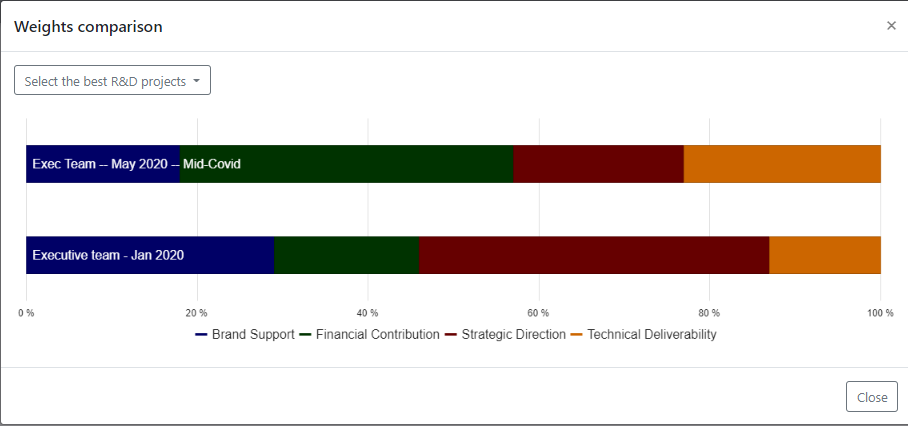 Weights comparison ×
Select the best R&D projects
Exec Team -- May 2020 -- Mid-Covid
Executive team - Jan 2020
0 % 20 % 40 % 60 % 80 % 100 %
Brand Support Financial Contribution Strategic Direction Technical Deliverability
Close